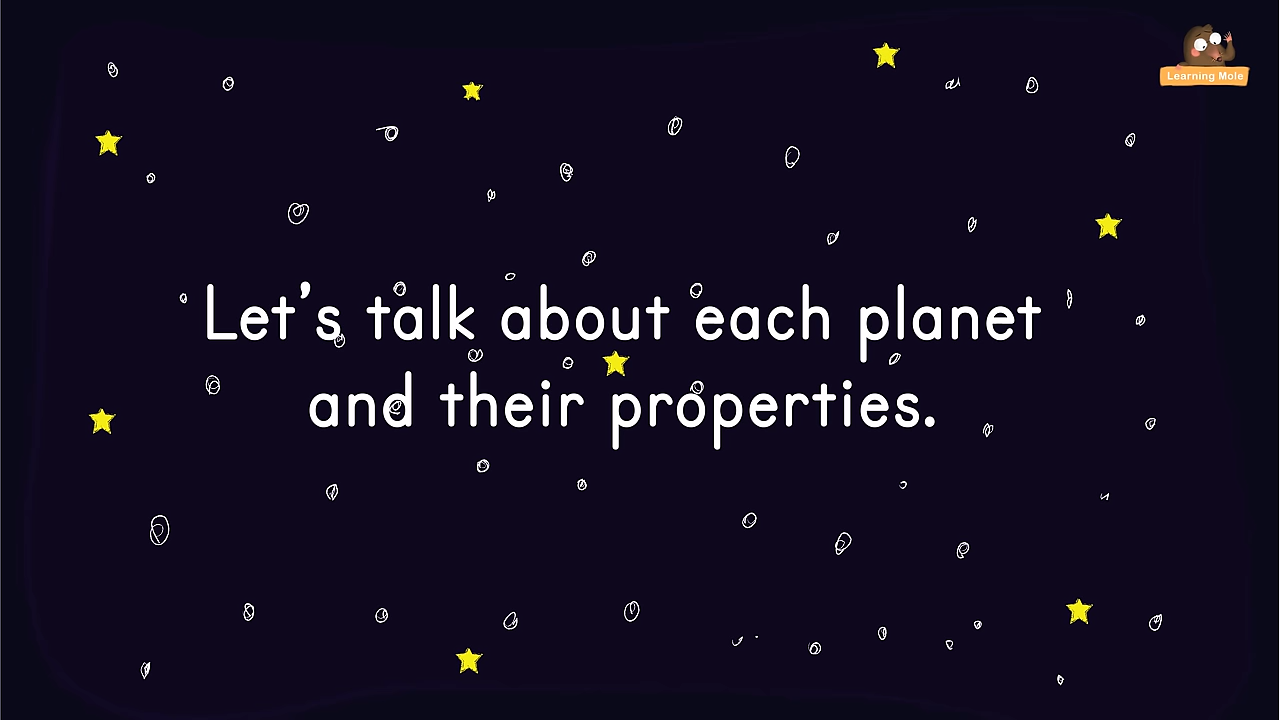 Learning Mole
Let's talk about each planet
and their properties.